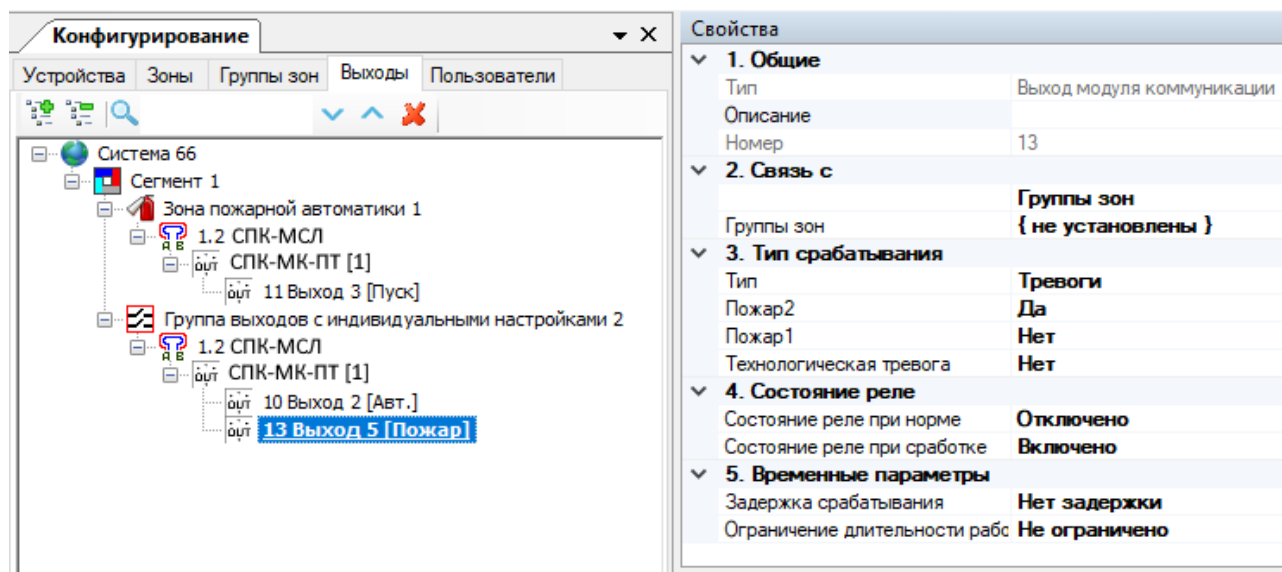 Конфигурирование
Устройства Зоны Группы зон Выходы Пользователи
Система 66
Сегмент 1
Зона пожарной автоматики 1
1.2 СПК-МСЛ
СПК-МК-ПТ [1]
11 Выход 3 [Пуск]
Группа выходов с индивидуальными настройками 2
1.2 СПК-МСЛ
СПК-МК-ПТ [1]
10 Выход 2 [Авт.]
13 Выход 5 [Пожар]
Свойства
1. Общие
Тип Выход модуля коммуникации
Описание
Номер 13
2. Связь с
Группы зон
Группы зон { не установлены }
3. Тип срабатывания
Тип Тревоги
Пожар2 Да
Пожар1 Нет
Технологическая тревога Нет
4. Состояние реле
Состояние реле при норме Отключено
Состояние реле при сработке Включено
5. Временные параметры
Задержка срабатывания Нет задержки
Ограничение длительности рабо Не ограничено